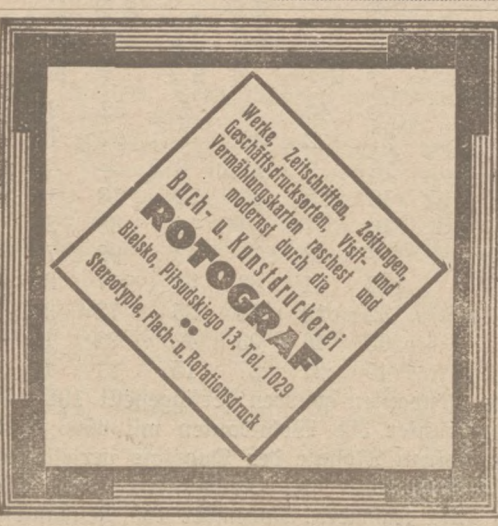 Werke, Zeitschriften, Zeitungen,
Geschäftsdrucksorten, Visit- und
Vermählungskarten raschest und
modernst durch die
Buch- u. Kunstdruckerei
ROTOGRAF
Bielsko, Piłsudskiego 13, Tel. 1029
Stereotypie, Flach- u. Rotationsdruck